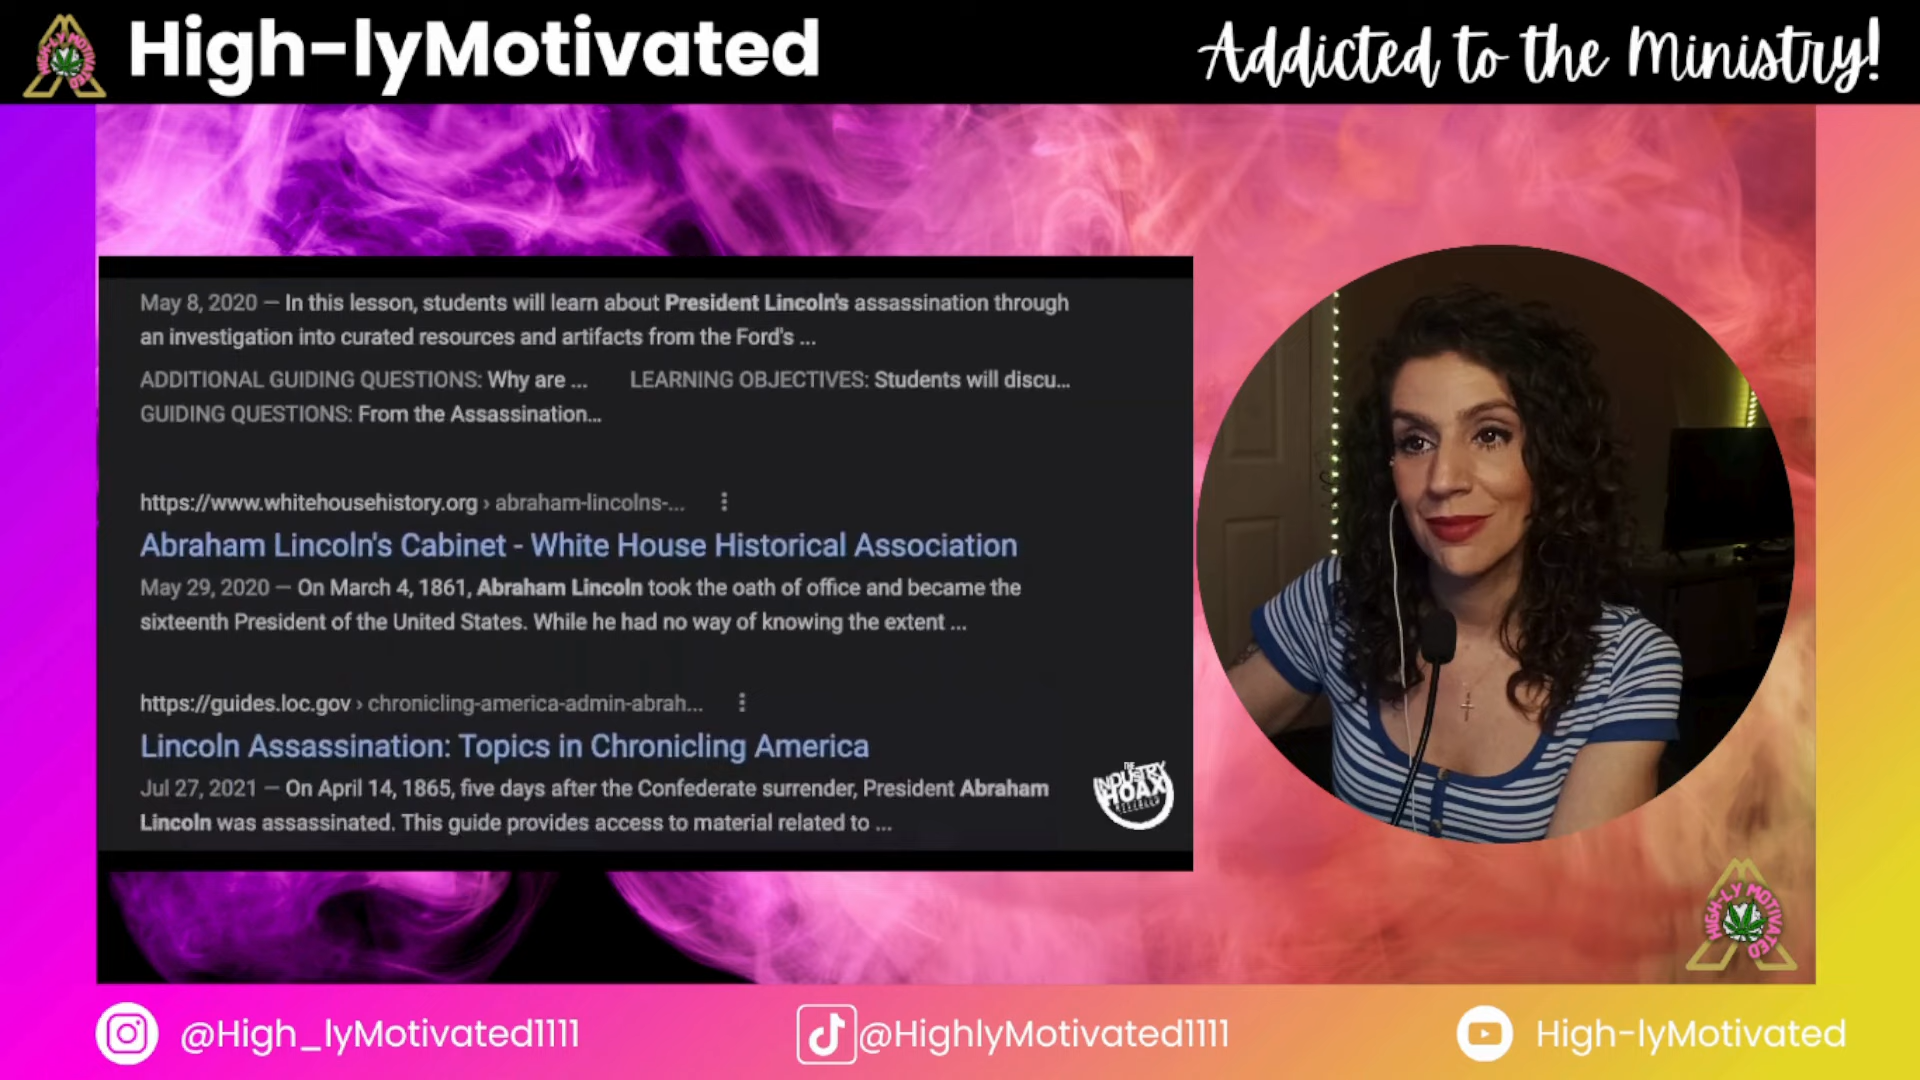 High-lyMotivated
Addicted to the Ministry!
May 8, 2020 — In this lesson, students will learn about President Lincoln's assassination through
an investigation into curated resources and artifacts from the Ford's ...
ADDITIONAL GUIDING QUESTIONS: Why are ... LEARNING OBJECTIVES: Students will discu...
GUIDING QUESTIONS: From the Assassination...
https://www.whitehousehistory.org › abraham-lincolns-...
Abraham Lincoln's Cabinet - White House Historical Association
May 29, 2020 — On March 4, 1861, Abraham Lincoln took the oath of office and became the
sixteenth President of the United States. While he had no way of knowing the extent ...
https://guides.loc.gov › chronicling-america-admin-abrah...
Lincoln Assassination: Topics in Chronicling America
Jul 27, 2021 — On April 14, 1865, five days after the Confederate surrender, President Abraham
Lincoln was assassinated. This guide provides access to material related to ...
THE
INDUSTRY
HOAX
HIGH-LY MOTIVATED
@High_lyMotivated1111
@HighlyMotivated1111
High-lyMotivated